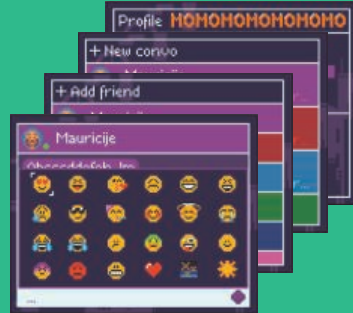 Profile MOMOMOMOMOMOMO
+ New convo
+ Add friend
Mauricije
...